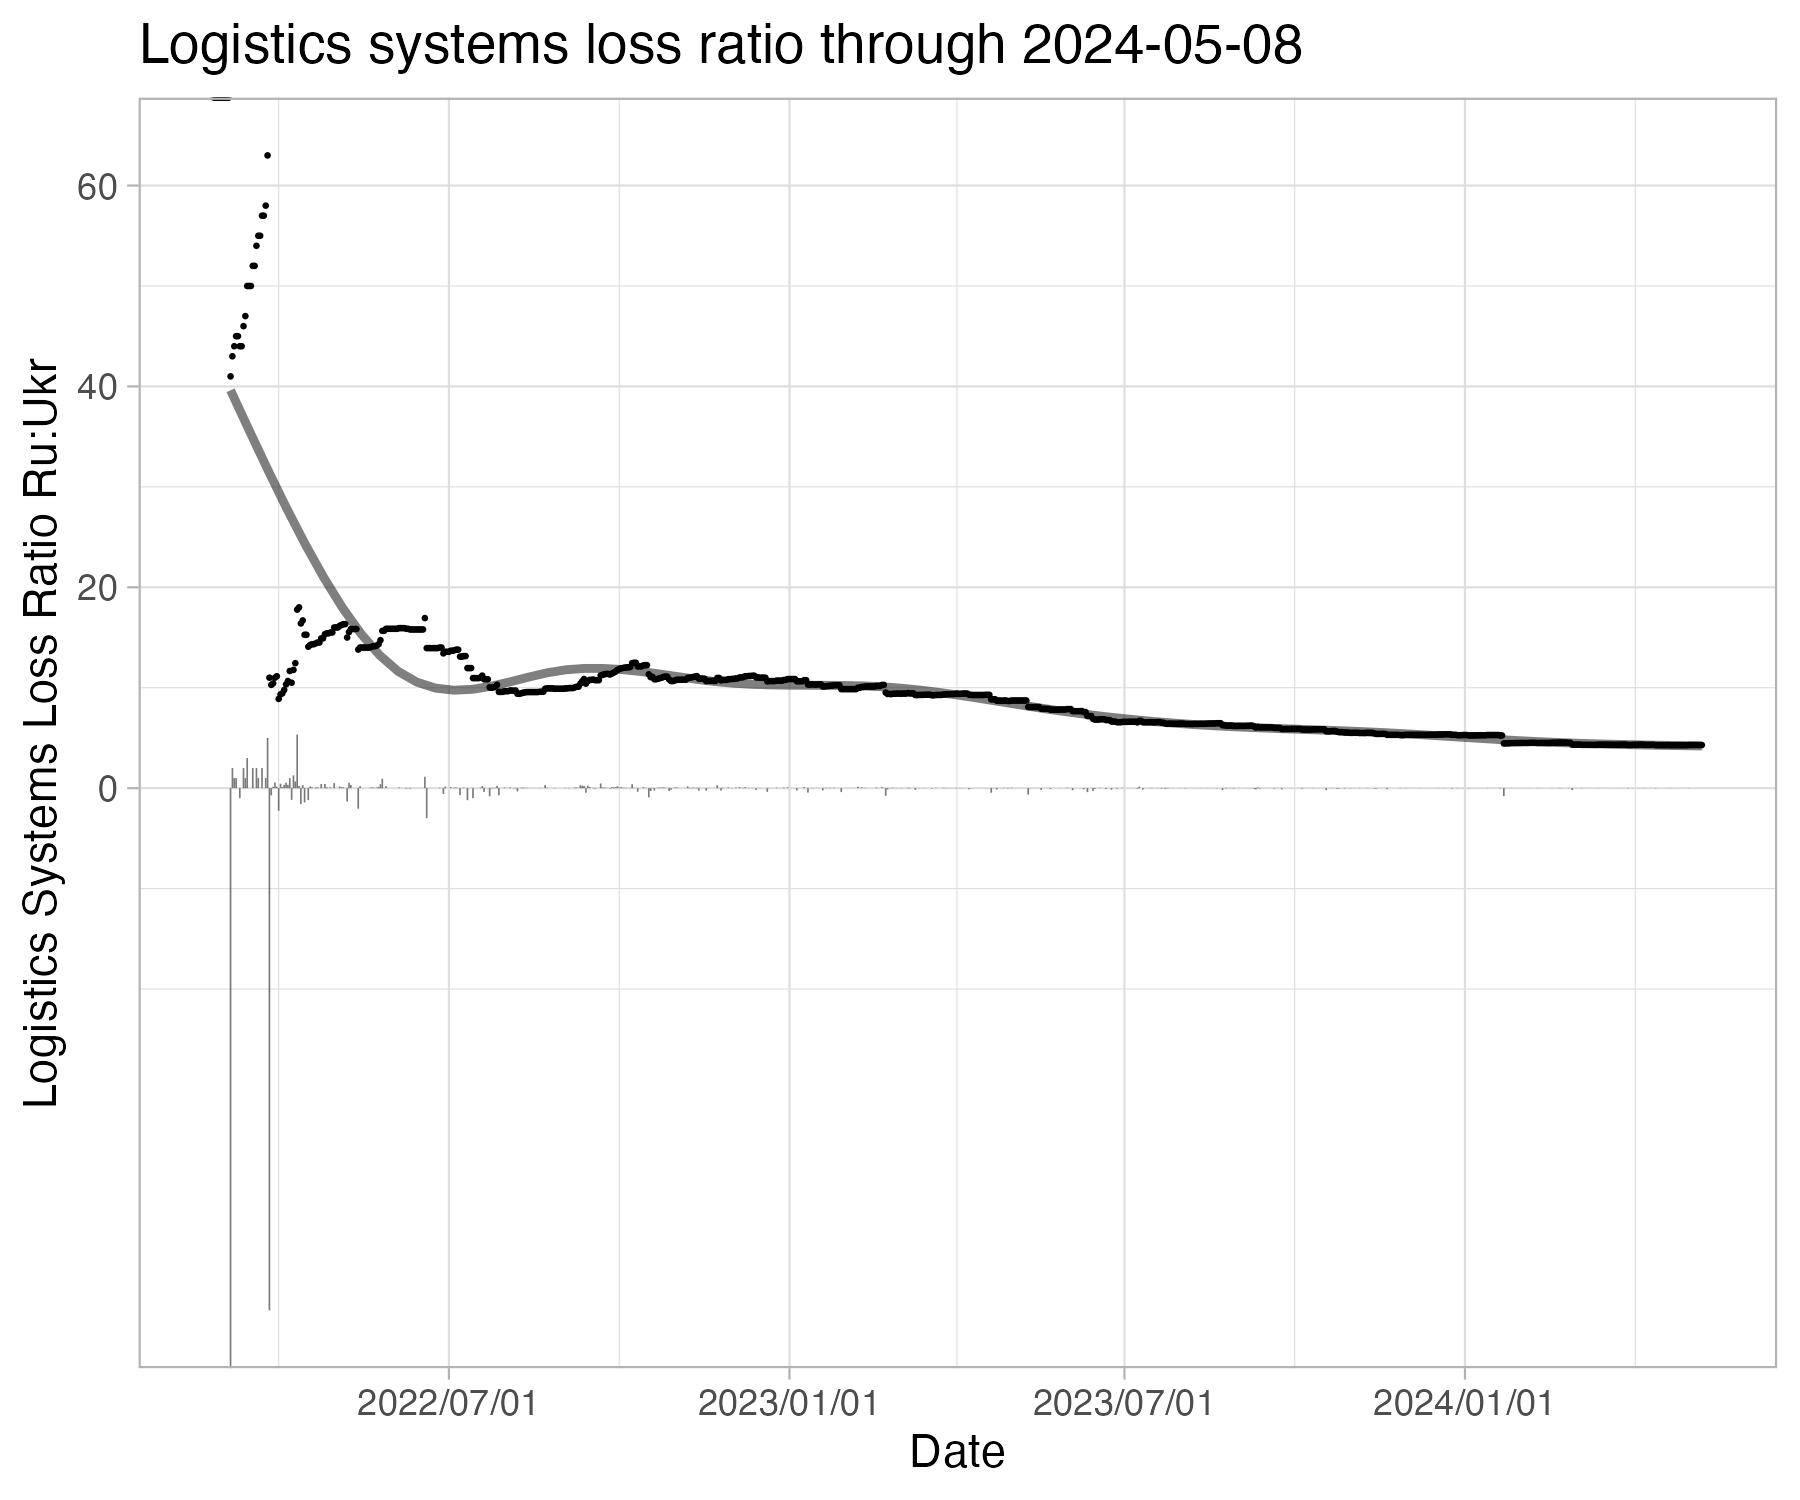 Logistics systems loss ratio through 2024-05-08
Logistics Systems Loss Ratio Ru:Ukr
60
40
20
0
2022/07/01
2023/01/01
2023/07/01
2024/01/01
Date